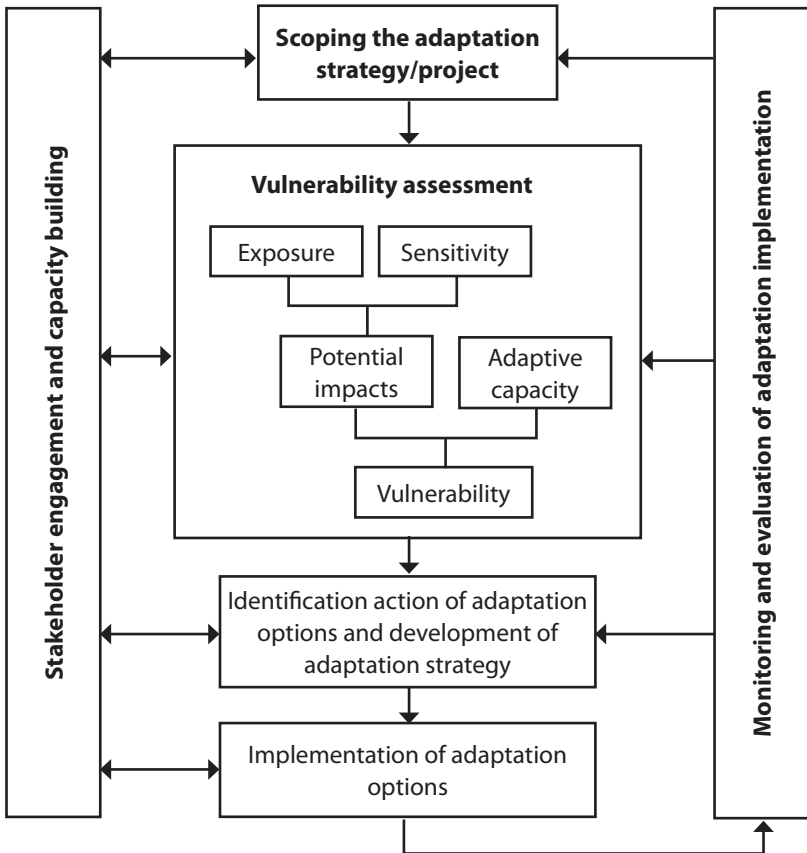 Scoping the adaptation
strategy/project
Stakeholder engagement and capacity building
Vulnerability assessment
Exposure
Sensitivity
Potential
impacts
Adaptive
capacity
Vulnerability
Identification action of adaptation
options and development of
adaptation strategy
Implementation of adaptation
options
Monitoring and evaluation of adaptation implementation